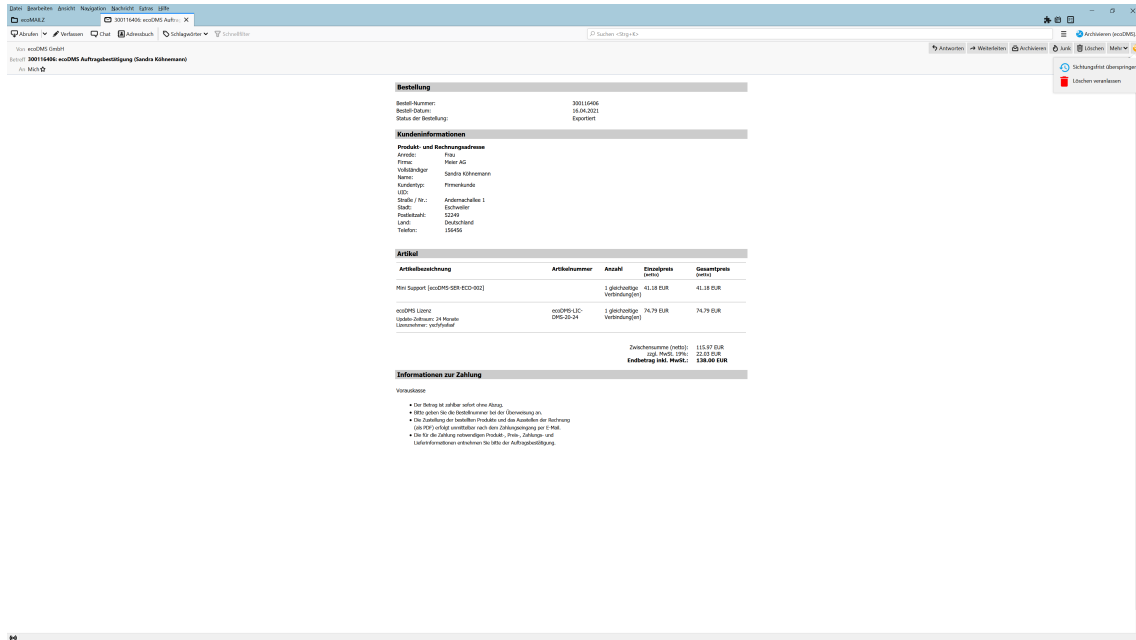 Datei Bearbeiten Ansicht Navigation Nachricht Extras Hilfe
ecoMAILZ
300116406: ecoDMS Auftra
Abrufen Verfassen Chat Adressbuch Schlagwörter Schnellfilter
Suchen <Strg+K>
Archivieren (ecoDMS)
Von ecoDMS GmbH
Antworten Weiterleiten Archivieren Junk Löschen Mehr
Betreff 300116406: ecoDMS Auftragsbestätigung (Sandra Köhnemann)
An Mich
Sichtungsfrist überspringen
Löschen veranlassen
Bestellung
Bestell-Nummer: 300116406
Bestell-Datum: 16.04.2021
Status der Bestellung: Exportiert
Kundeninformationen
Produkt- und Rechnungsadresse
Anrede: Frau
Firma: Meier AG
Vollständiger Name: Sandra Köhnemann
Kundentyp: Firmenkunde
UID:
Straße / Nr.: Andernachallee 1
Stadt: Eschweiler
Postleitzahl: 52249
Land: Deutschland
Telefon: 156456
Artikel
Artikelbezeichnung Artikelnummer Anzahl Einzelpreis (netto) Gesamtpreis (netto)
Mini Support [ecoDMS-SER-ECO-002] 1 gleichzeitige Verbindung(en) 41.18 EUR 41.18 EUR
ecoDMS Lizenz ecoDMS-LIC-DMS-20-24 1 gleichzeitige Verbindung(en) 74.79 EUR 74.79 EUR
Update-Zeitraum: 24 Monate
Lizenznehmer:
Zwischensumme (netto): 115.97 EUR
zzgl. MwSt. 19%: 22.03 EUR
Endbetrag inkl. MwSt.: 138.00 EUR
Informationen zur Zahlung
Vorauskasse
• Der Betrag ist zahlbar sofort ohne Abzug.
• Bitte geben Sie die Bestellnummer bei der Überweisung an.
• Die Zustellung der bestellten Produkte und das Ausstellen der Rechnung
(als PDF) erfolgt unmittelbar nach dem Zahlungseingang per E-Mail.
• Die für die Zahlung notwendigen Produkt-, Preis-, Zahlungs- und
Lieferinformationen entnehmen Sie bitte der Auftragsbestätigung.